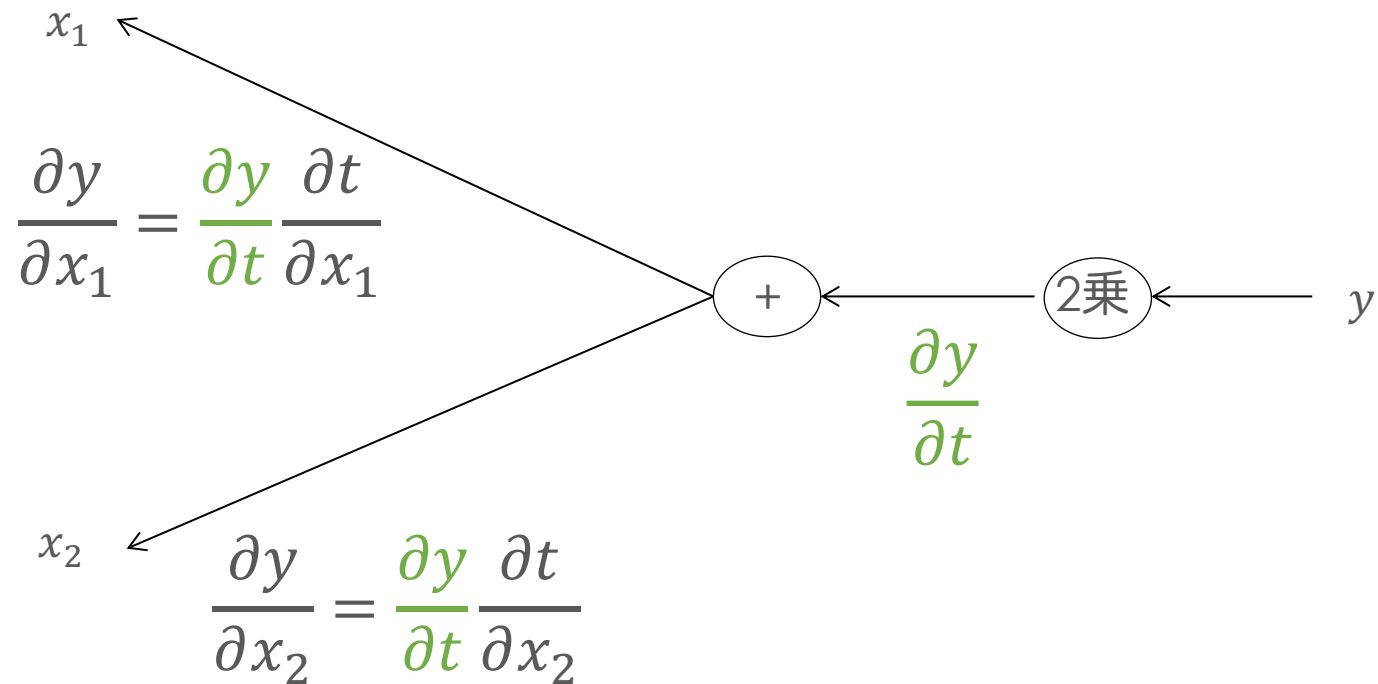 x₁
∂y/∂x₁ = ∂y/∂t ∂t/∂x₁
+
2乗
y
∂y/∂t
x₂
∂y/∂x₂ = ∂y/∂t ∂t/∂x₂